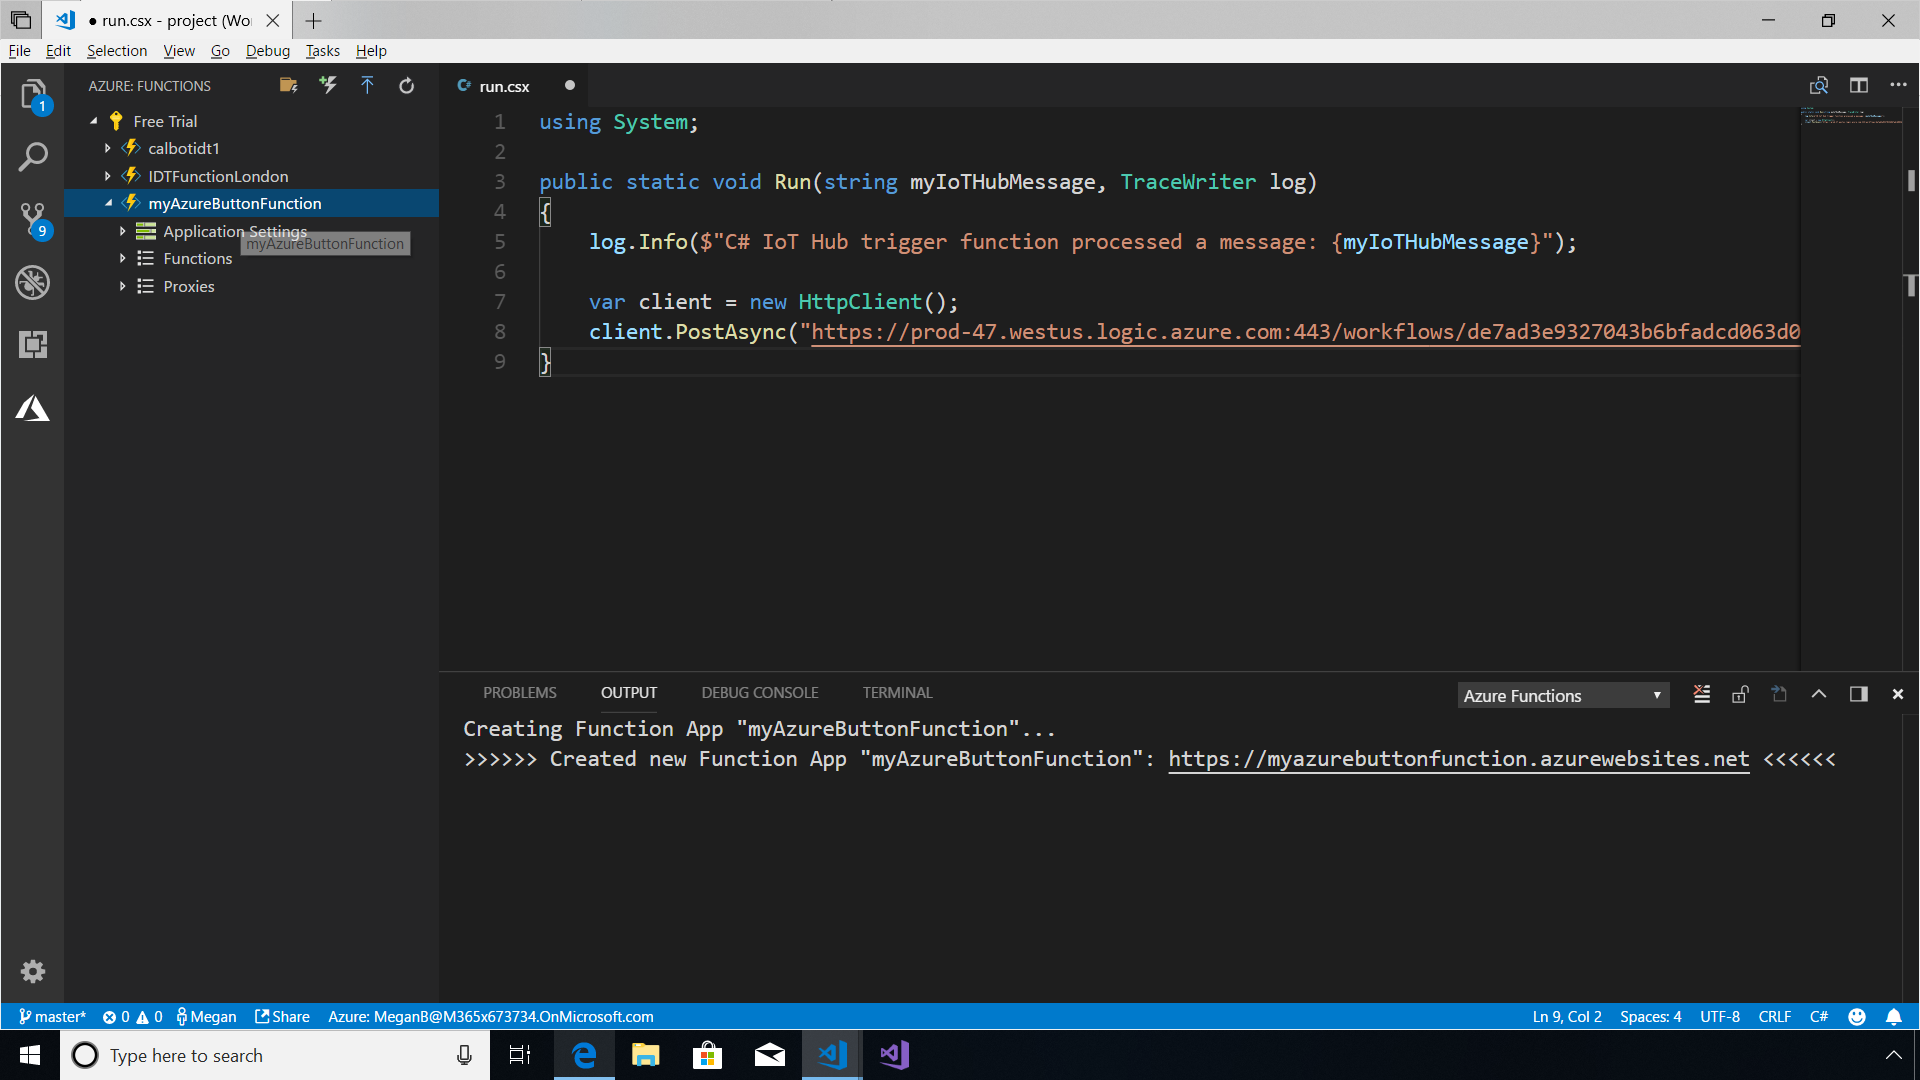 ● run.csx - project (Wo
File Edit Selection View Go Debug Tasks Help
AZURE: FUNCTIONS
Free Trial
calbotidt1
IDTFunctionLondon
myAzureButtonFunction
Application Settings
myAzureButtonFunction
Functions
Proxies
1
9
C# run.csx
1 using System;
2
3 public static void Run(string myIoTHubMessage, TraceWriter log)
4 {
5 log.Info($"C# IoT Hub trigger function processed a message: {myIoTHubMessage}");
6
7 var client = new HttpClient();
8 client.PostAsync("https://prod-47.westus.logic.azure.com:443/workflows/de7ad3e9327043b6bfadcd063d0
9 }
PROBLEMS OUTPUT DEBUG CONSOLE TERMINAL
Azure Functions
Creating Function App "myAzureButtonFunction"...
>>>>>> Created new Function App "myAzureButtonFunction": https://myazurebuttonfunction.azurewebsites.net <<<<<<
master* 0 0 Megan Share Azure: MeganB@M365x673734.OnMicrosoft.com Ln 9, Col 2 Spaces: 4 UTF-8 CRLF C#
Type here to search